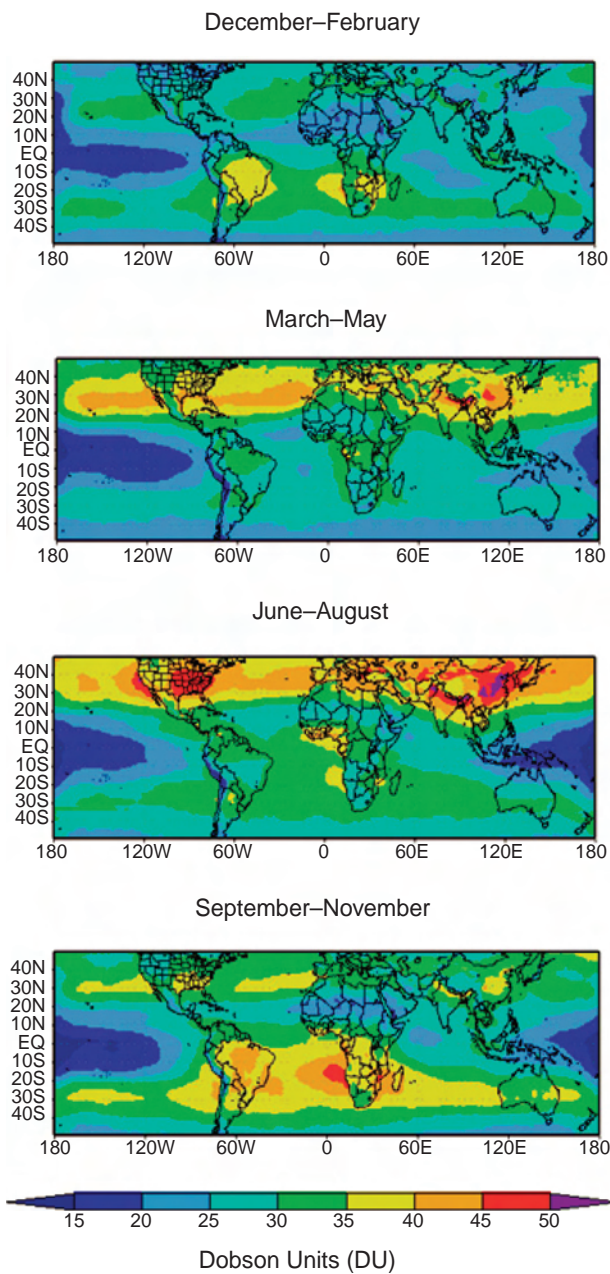 December–February
40N
30N
20N
10N
EQ
10S
20S
30S
40S
180 120W 60W 0 60E 120E 180
March–May
40N
30N
20N
10N
EQ
10S
20S
30S
40S
180 120W 60W 0 60E 120E 180
June–August
40N
30N
20N
10N
EQ
10S
20S
30S
40S
180 120W 60W 0 60E 120E 180
September–November
40N
30N
20N
10N
EQ
10S
20S
30S
40S
180 120W 60W 0 60E 120E 180
15 20 25 30 35 40 45 50
Dobson Units (DU)